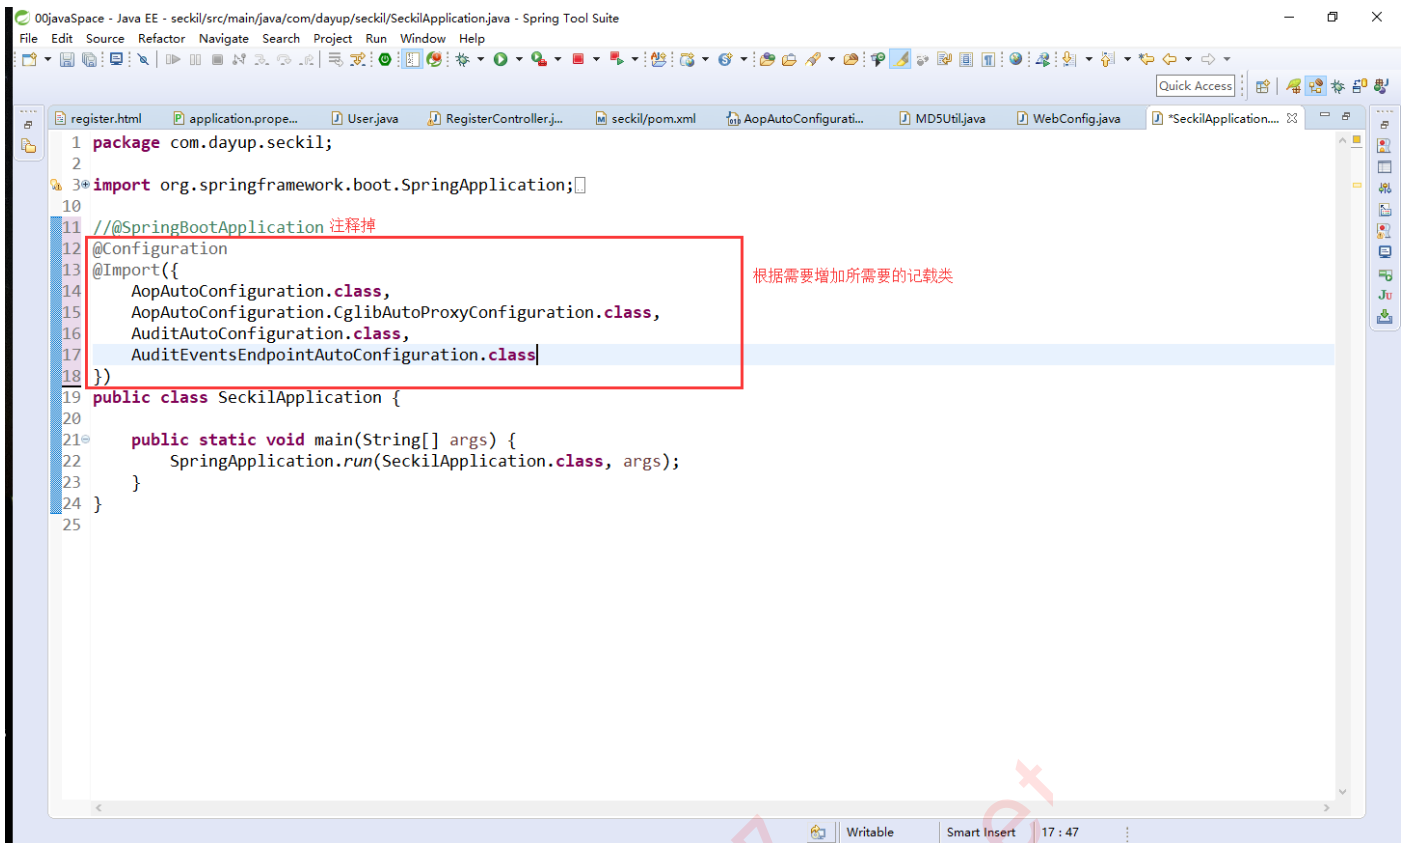 00javaSpace - Java EE - seckil/src/main/java/com/dayup/seckil/SeckilApplication.java - Spring Tool Suite
File Edit Source Refactor Navigate Search Project Run Window Help
Quick Access
register.html application.prope... User.java RegisterController.j... seckil/pom.xml AopAutoConfigurati... MD5Util.java WebConfig.java *SeckilApplication....
1 package com.dayup.seckil;
2
3 import org.springframework.boot.SpringApplication;
10
11 //@SpringBootApplication 注释掉
12 @Configuration
13 @Import({
根据需要增加所需要的记载类
14 AopAutoConfiguration.class,
15 AopAutoConfiguration.CglibAutoProxyConfiguration.class,
16 AuditAutoConfiguration.class,
17 AuditEventsEndpointAutoConfiguration.class
18 })
19 public class SeckilApplication {
20
21 public static void main(String[] args) {
22 SpringApplication.run(SeckilApplication.class, args);
23 }
24 }
25
Writable Smart Insert 17 : 47